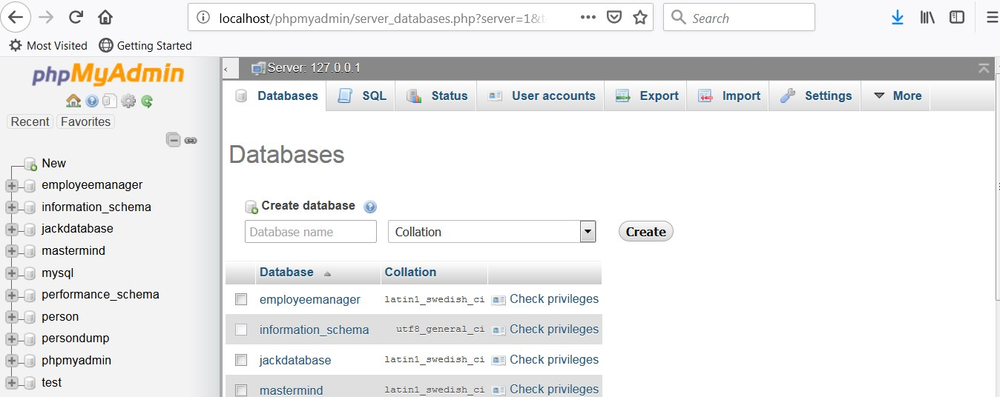 localhost/phpmyadmin/server_databases.php?server=1&t
Search
Most Visited
Getting Started
phpMyAdmin
Recent
Favorites
New
employeemanager
information_schema
jackdatabase
mastermind
mysql
performance_schema
person
persondump
phpmyadmin
test
Server: 127.0.0.1
Databases
SQL
Status
User accounts
Export
Import
Settings
More
Databases
Create database
Database name
Collation
Create
Database
Collation
employeemanager latin1_swedish_ci Check privileges
information_schema utf8_general_ci Check privileges
jackdatabase latin1_swedish_ci Check privileges
mastermind latin1_swedish_ci Check privileges